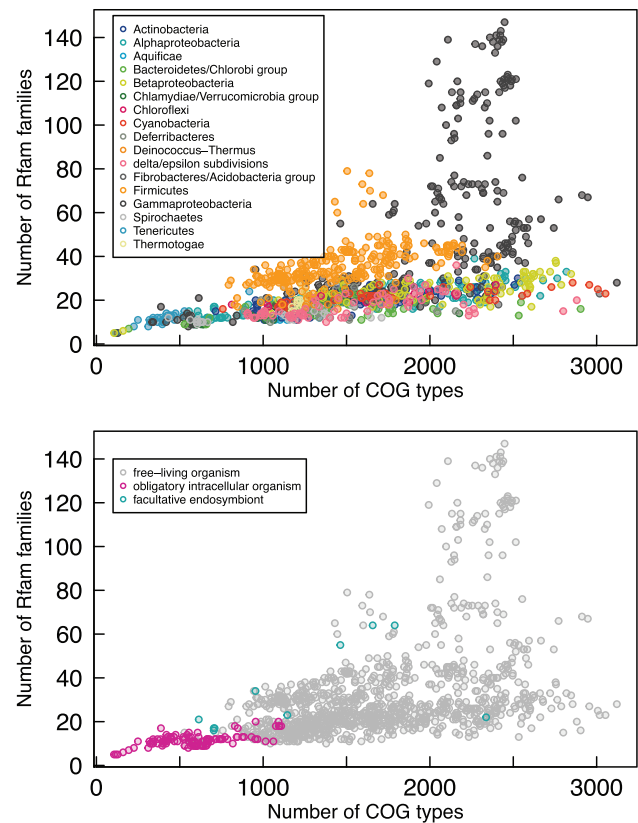 Number of Rfam families
140
120
100
80
60
40
20
0
Actinobacteria
Alphaproteobacteria
Aquificae
Bacteroidetes/Chlorobi group
Betaproteobacteria
Chlamydiae/Verrucomicrobia group
Chloroflexi
Cyanobacteria
Deferribacteres
Deinococcus–Thermus
delta/epsilon subdivisions
Fibrobacteres/Acidobacteria group
Firmicutes
Gammaproteobacteria
Spirochaetes
Tenericutes
Thermotogae
0 1000 2000 3000
Number of COG types
Number of Rfam families
140
120
100
80
60
40
20
0
free–living organism
obligatory intracellular organism
facultative endosymbiont
0 1000 2000 3000
Number of COG types